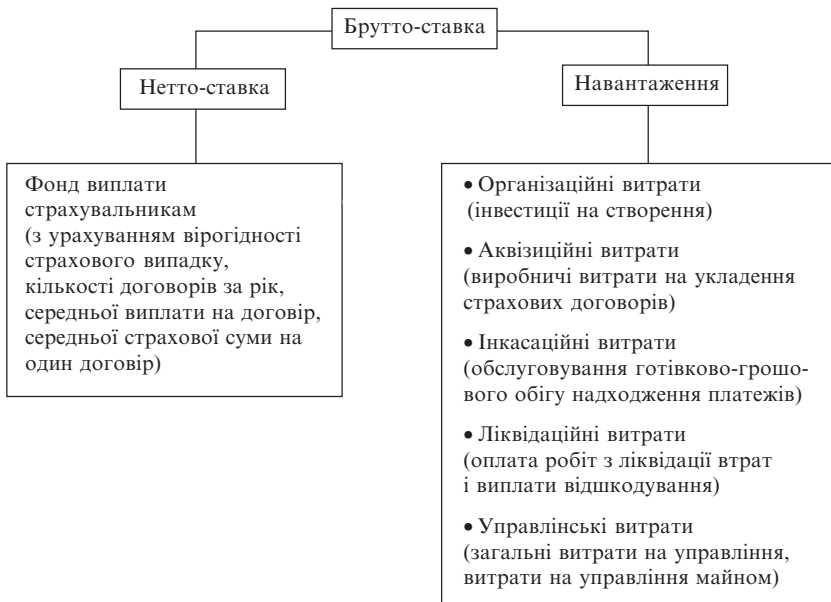 Брутто-ставка
Нетто-ставка
Навантаження
Фонд виплати
страхувальникам
(з урахуванням вірогідності
страхового випадку,
кількості договорів за рік,
середньої виплати на договір,
середньої страхової суми на
один договір)
• Організаційні витрати
(інвестиції на створення)
• Аквізиційні витрати
(виробничі витрати на укладення
страхових договорів)
• Інкасаційні витрати
(обслуговування готівково-грошо-
вого обігу надходження платежів)
• Ліквідаційні витрати
(оплата робіт з ліквідації втрат
і виплати відшкодування)
• Управлінські витрати
(загальні витрати на управління,
витрати на управління майном)